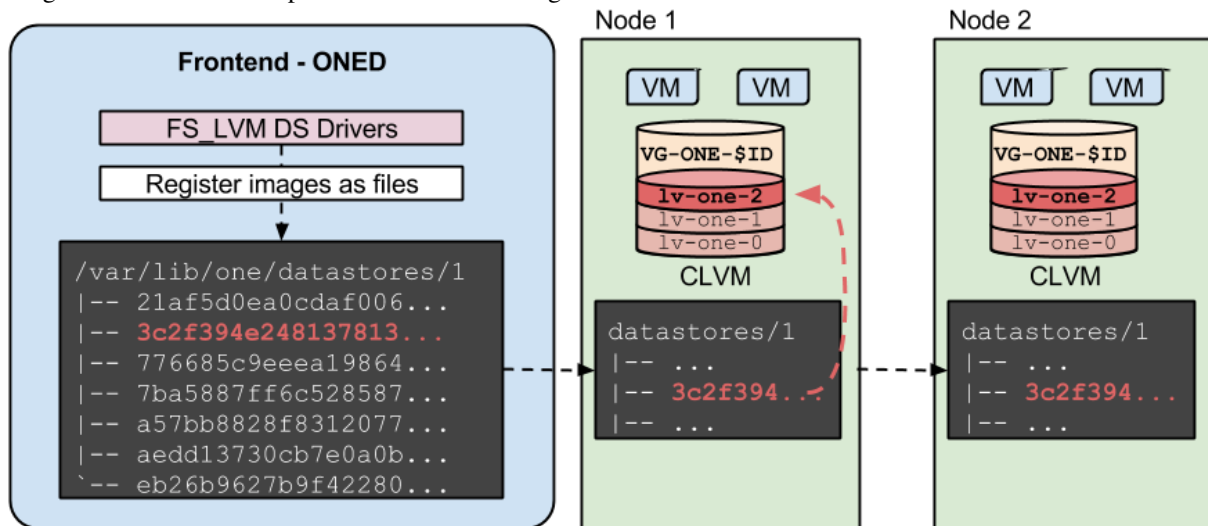 Frontend - ONED
FS_LVM DS Drivers
Register images as files
/var/lib/one/datastores/1
|-- 21af5d0ea0cdaf006...
|-- 3c2f394e248137813...
|-- 776685c9eeea19864...
|-- 7ba5887ff6c528587...
|-- a57bb8828f8312077...
|-- aedd13730cb7e0a0b...
`-- eb26b9627b9f42280...
Node 1
VM VM
VG-ONE-$ID
lv-one-2
lv-one-1
lv-one-0
CLVM
datastores/1
|-- ...
|-- 3c2f394...
|-- ...
Node 2
VM VM
VG-ONE-$ID
lv-one-2
lv-one-1
lv-one-0
CLVM
datastores/1
|-- ...
|-- 3c2f394...
|-- ...